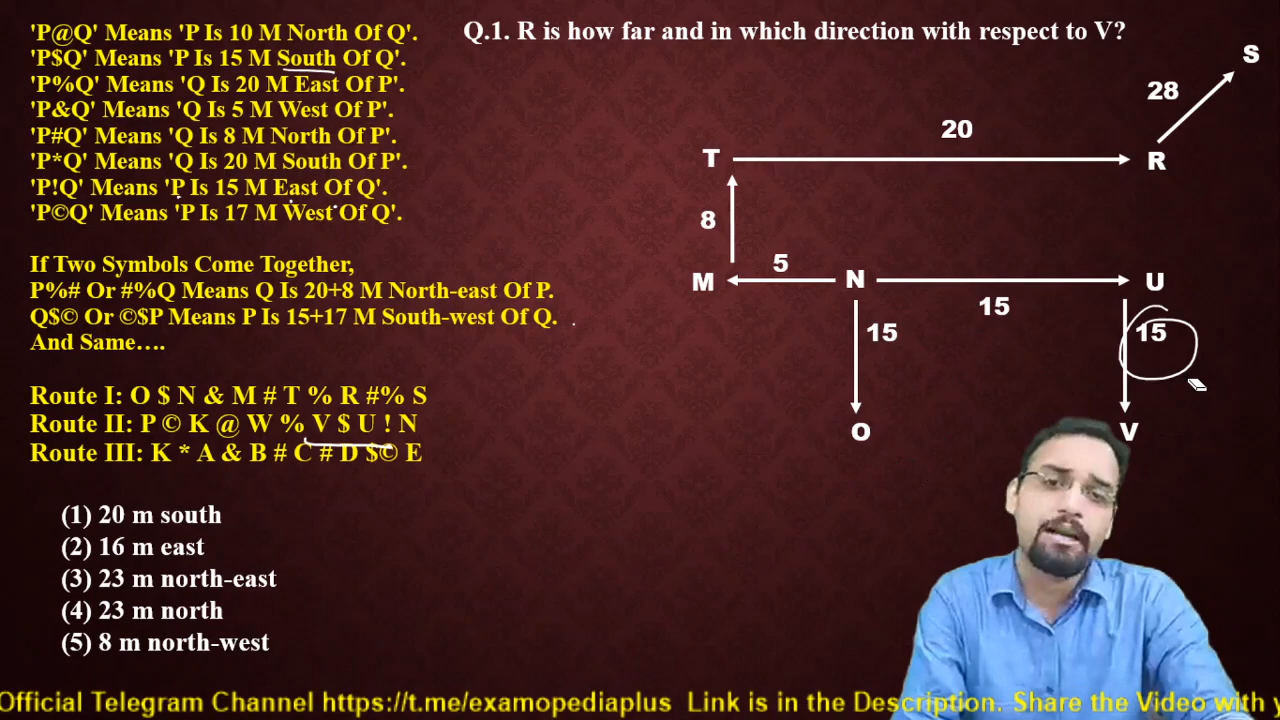 'P@Q' Means 'P Is 10 M North Of Q'.
'P$Q' Means 'P Is 15 M South Of Q'.
'P%Q' Means 'Q Is 20 M East Of P'.
'P&Q' Means 'Q Is 5 M West Of P'.
'P#Q' Means 'Q Is 8 M North Of P'.
'P*Q' Means 'Q Is 20 M South Of P'.
'P!Q' Means 'P Is 15 M East Of Q'.
'P©Q' Means 'P Is 17 M West Of Q'.
If Two Symbols Come Together,
P%# Or #%Q Means Q Is 20+8 M North-east Of P.
Q$© Or ©$P Means P Is 15+17 M South-west Of Q.
And Same….
Route I: O $ N & M # T % R #% S
Route II: P © K @ W % V $ U ! N
Route III: K * A & B # C # D $© E
(1) 20 m south
(2) 16 m east
(3) 23 m north-east
(4) 23 m north
(5) 8 m north-west
Q.1. R is how far and in which direction with respect to V?
S
28
20
T
R
8
5
M
N
U
15
15
15
O
V
Official Telegram Channel https://t.me/examopediaplus Link is in the Description. Share the Video with